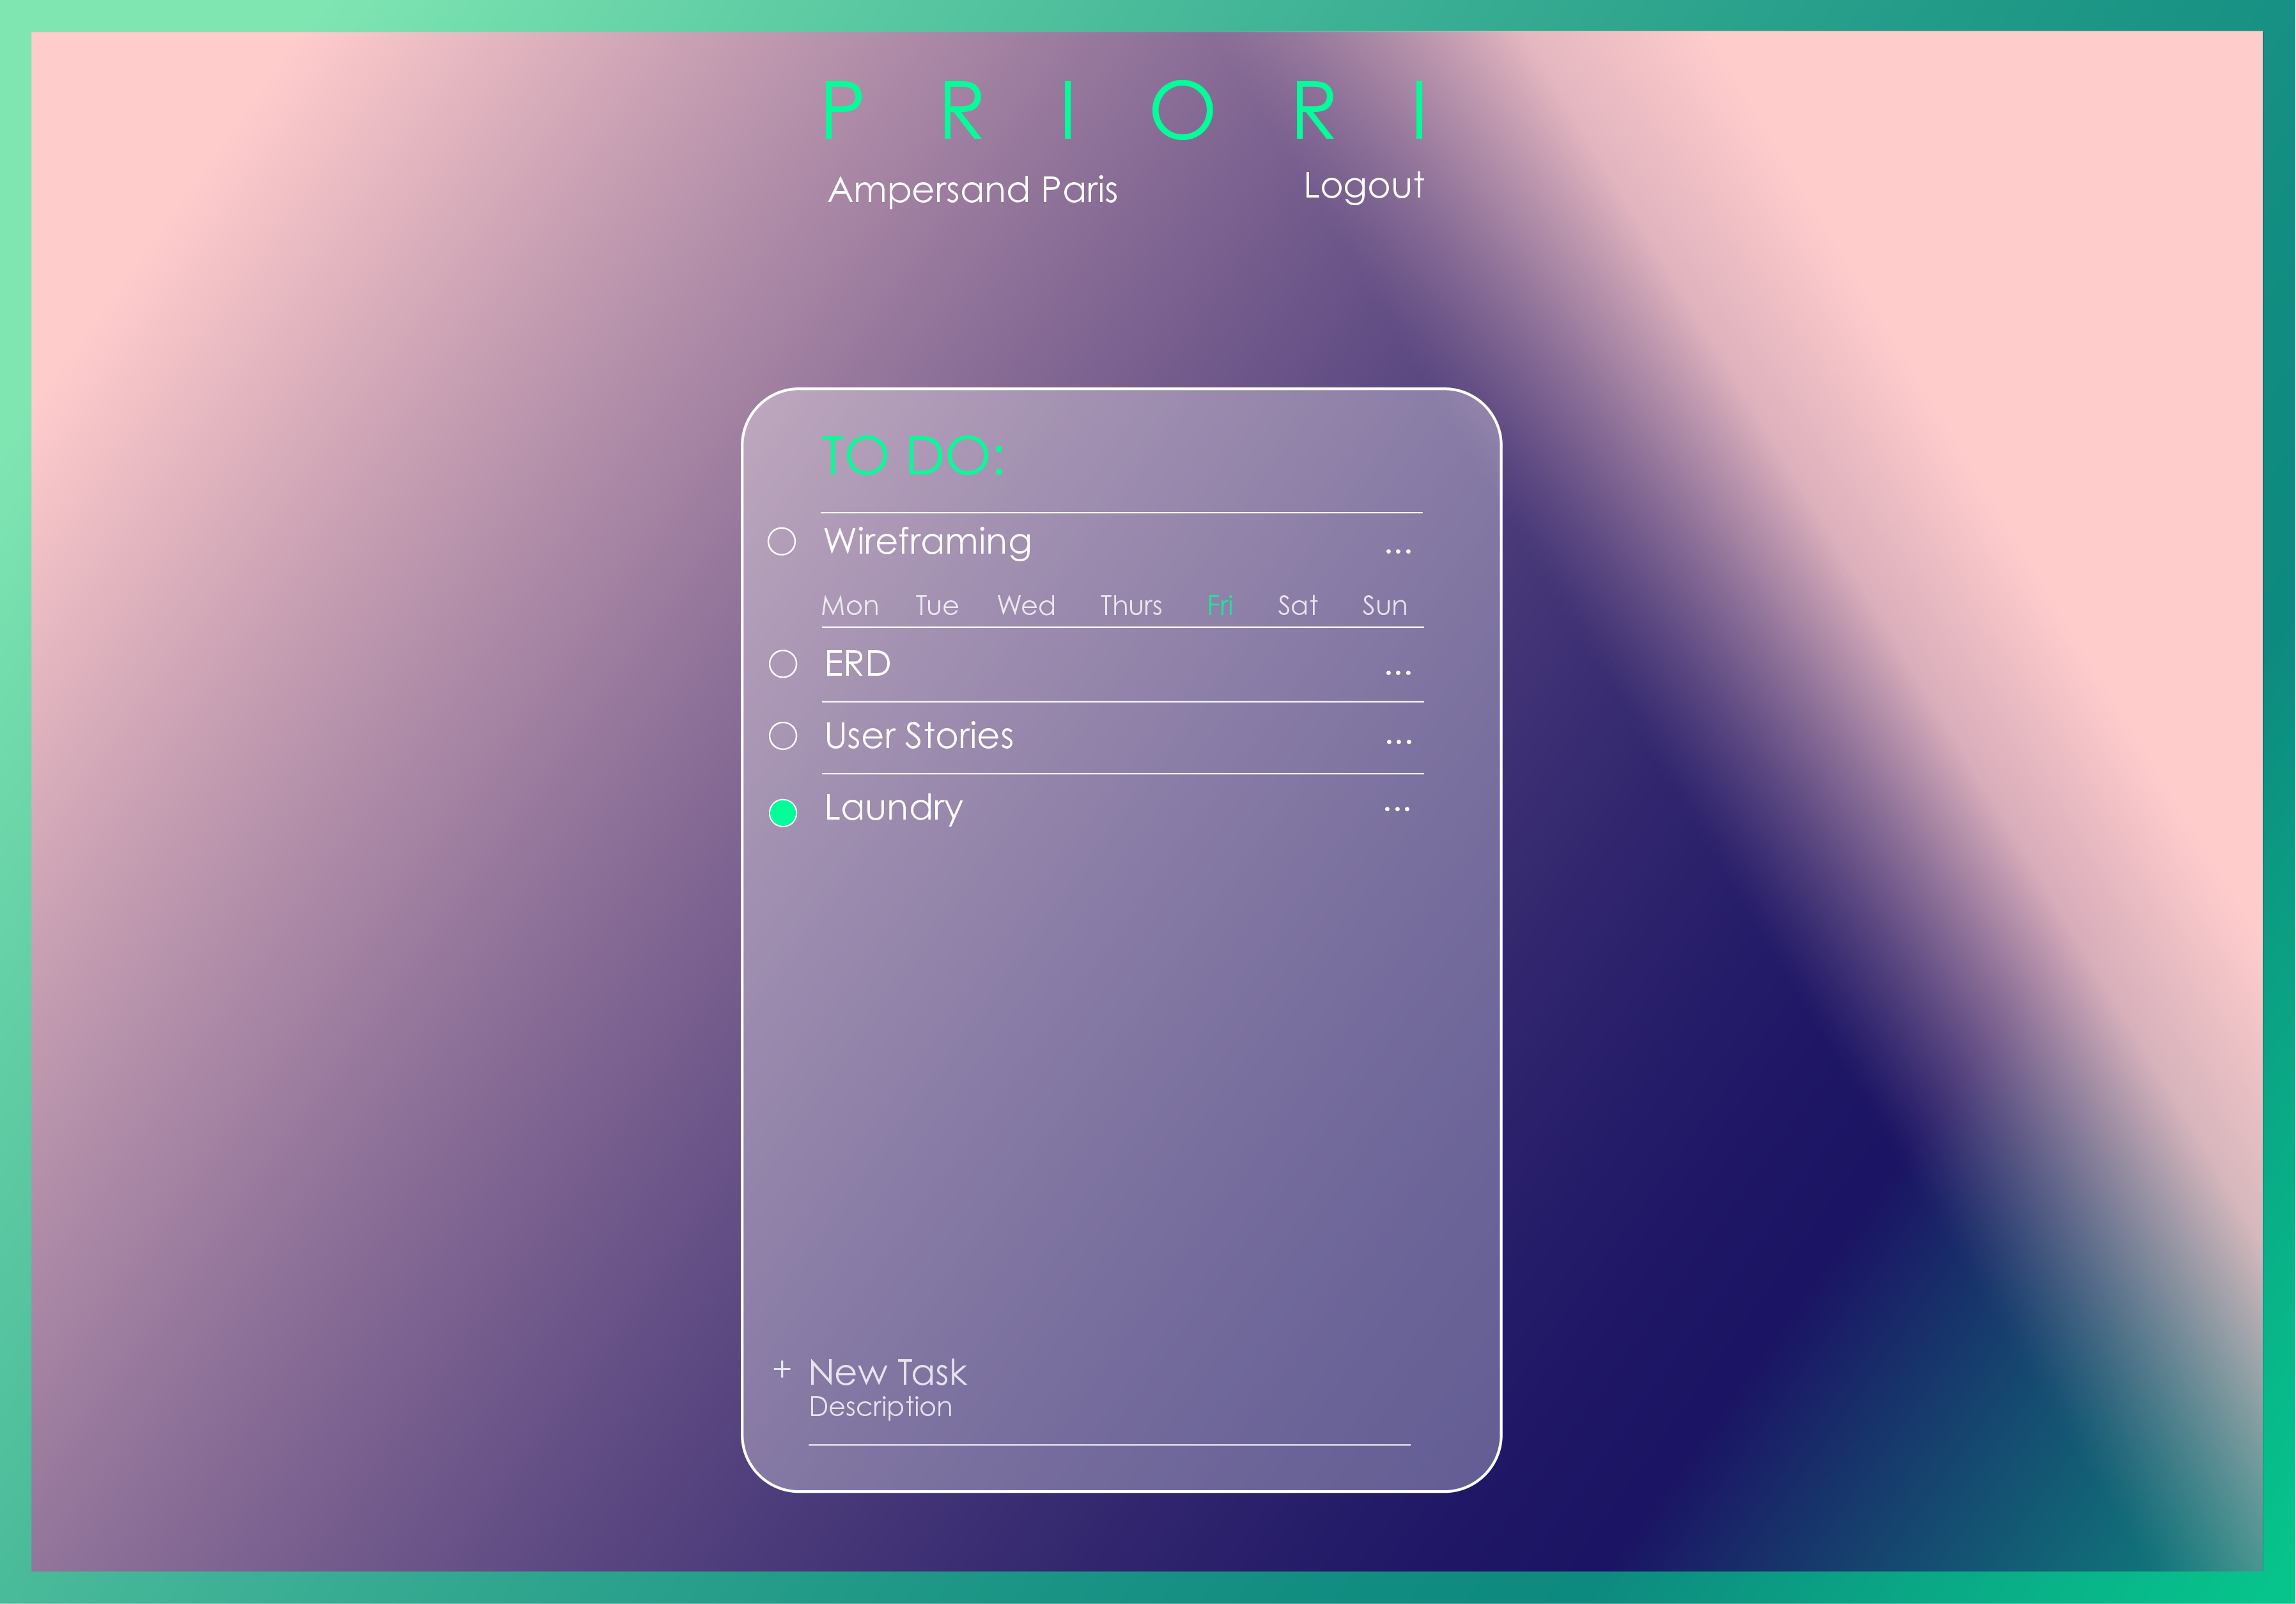 P R I O R I
Ampersand Paris Logout
TO DO:
Wireframing ...
Mon Tue Wed Thurs Fri Sat Sun
ERD ...
User Stories ...
Laundry ...
+ New Task
Description